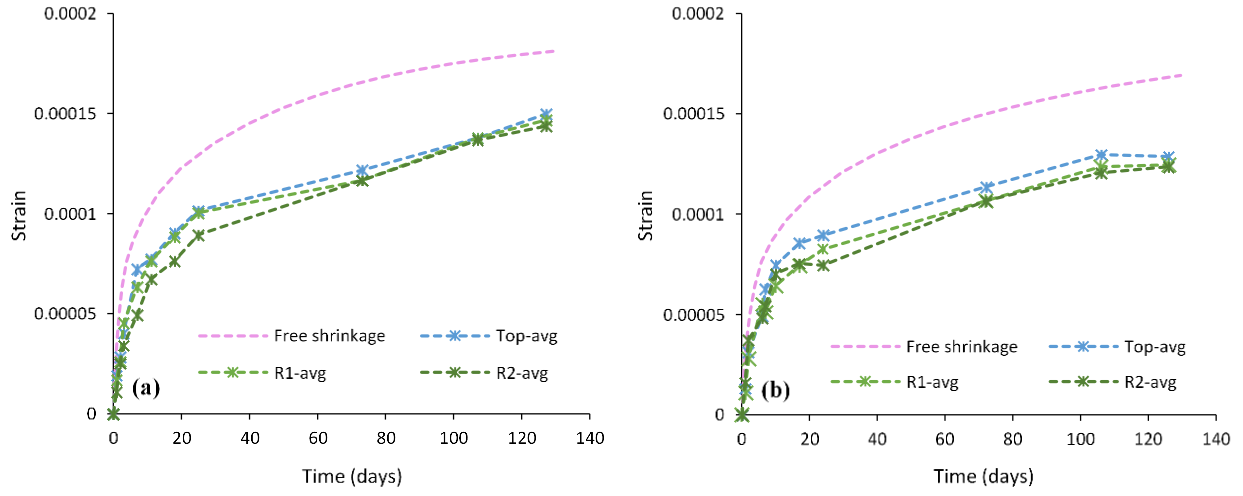 0.0002
0.00015
0.0001
0.00005
0
Strain
Free shrinkage
Top-avg
R1-avg
R2-avg
(a)
0 20 40 60 80 100 120 140
Time (days)
0.0002
0.00015
0.0001
0.00005
0
Strain
Free shrinkage
Top-avg
R1-avg
R2-avg
(b)
0 20 40 60 80 100 120 140
Time (days)